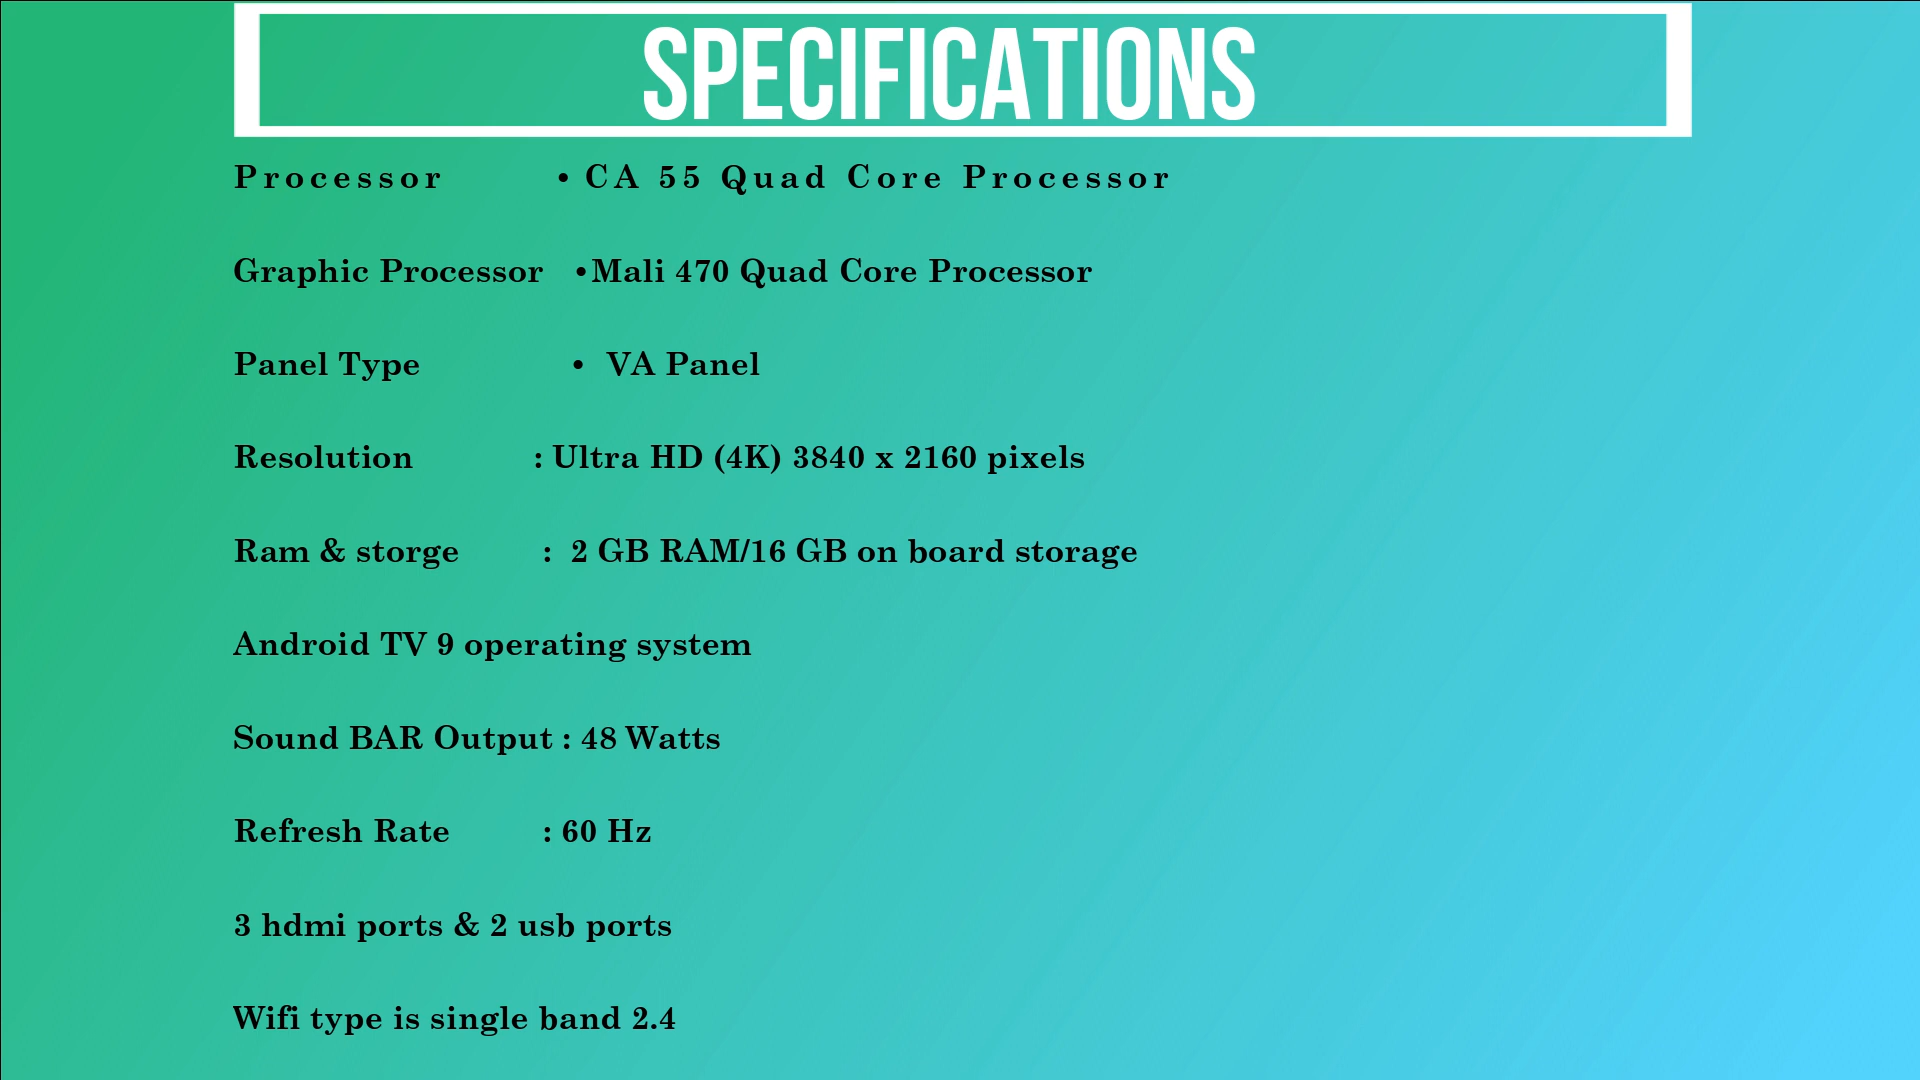 SPECIFICATIONS
Processor • CA 55 Quad Core Processor
Graphic Processor •Mali 470 Quad Core Processor
Panel Type • VA Panel
Resolution : Ultra HD (4K) 3840 x 2160 pixels
Ram & storge : 2 GB RAM/16 GB on board storage
Android TV 9 operating system
Sound BAR Output : 48 Watts
Refresh Rate : 60 Hz
3 hdmi ports & 2 usb ports
Wifi type is single band 2.4